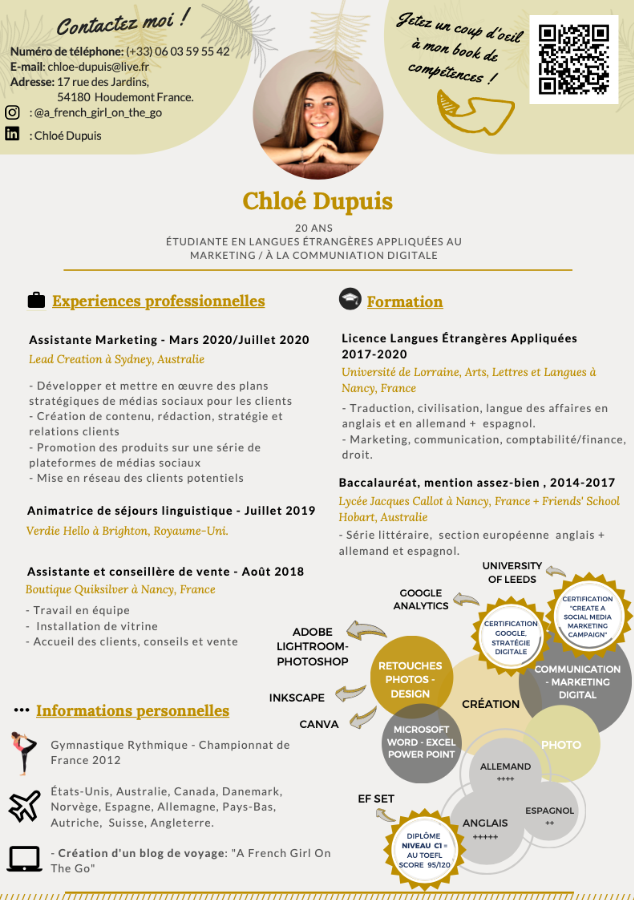 Contactez moi !
Numéro de téléphone: (+33) 06 03 59 55 42
E-mail: chloe-dupuis@live.fr
Adresse: 17 rue des Jardins,
54180 Houdemont France.
: @a_french_girl_on_the_go
: Chloé Dupuis
Jetez un coup d'oeil
à mon book de
compétences !
Chloé Dupuis
20 ANS
ÉTUDIANTE EN LANGUES ÉTRANGÈRES APPLIQUÉES AU
MARKETING / À LA COMMUNIATION DIGITALE
Experiences professionnelles
Assistante Marketing - Mars 2020/Juillet 2020
Lead Creation à Sydney, Australie
- Développer et mettre en œuvre des plans
stratégiques de médias sociaux pour les clients
- Création de contenu, rédaction, stratégie et
relations clients
- Promotion des produits sur une série de
plateformes de médias sociaux
- Mise en réseau des clients potentiels
Animatrice de séjours linguistique - Juillet 2019
Verdie Hello à Brighton, Royaume-Uni.
Assistante et conseillère de vente - Août 2018
Boutique Quiksilver à Nancy, France
- Travail en équipe
- Installation de vitrine
- Accueil des clients, conseils et vente
Formation
Licence Langues Étrangères Appliquées
2017-2020
Université de Lorraine, Arts, Lettres et Langues à
Nancy, France
- Traduction, civilisation, langue des affaires en
anglais et en allemand + espagnol.
- Marketing, communication, comptabilité/finance,
droit.
Baccalauréat, mention assez-bien , 2014-2017
Lycée Jacques Callot à Nancy, France + Friends' School
Hobart, Australie
- Série littéraire, section européenne anglais +
allemand et espagnol.
UNIVERSITY
OF LEEDS
GOOGLE
ANALYTICS
CERTIFICATION
"CREATE A
SOCIAL MEDIA
MARKETING
CAMPAIGN"
CERTIFICATION
GOOGLE,
STRATÉGIE
DIGITALE
ADOBE
LIGHTROOM-
PHOTOSHOP
RETOUCHES
PHOTOS -
DESIGN
COMMUNICATION
- MARKETING
DIGITAL
INKSCAPE
CANVA
CRÉATION
MICROSOFT
WORD - EXCEL
POWER POINT
PHOTO
ALLEMAND
++++
EF SET
ANGLAIS
+++++
ESPAGNOL
++
DIPLÔME
NIVEAU C1 =
AU TOEFL
SCORE 95/120
Informations personnelles
Gymnastique Rythmique - Championnat de
France 2012
États-Unis, Australie, Canada, Danemark,
Norvège, Espagne, Allemagne, Pays-Bas,
Autriche, Suisse, Angleterre.
- Création d'un blog de voyage: "A French Girl On
The Go"